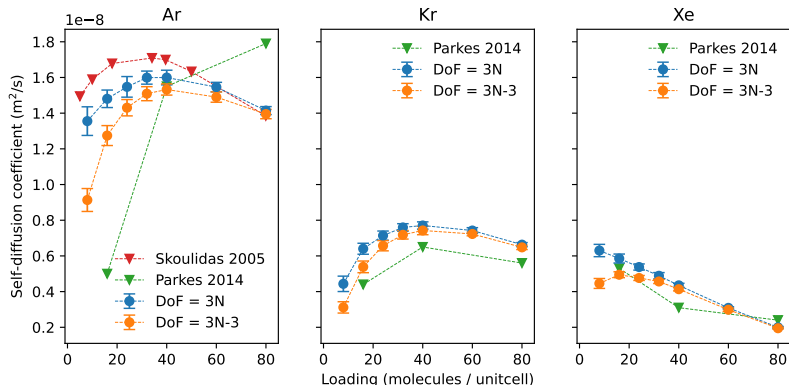 Ar
Kr
Xe
1e−8
Self-diffusion coefficient (m²/s)
1.8
1.6
1.4
1.2
1.0
0.8
0.6
0.4
0.2
Skoulidas 2005
Parkes 2014
DoF = 3N
DoF = 3N-3
0 20 40 60 80
Parkes 2014
DoF = 3N
DoF = 3N-3
0 20 40 60 80
Parkes 2014
DoF = 3N
DoF = 3N-3
0 20 40 60 80
Loading (molecules / unitcell)